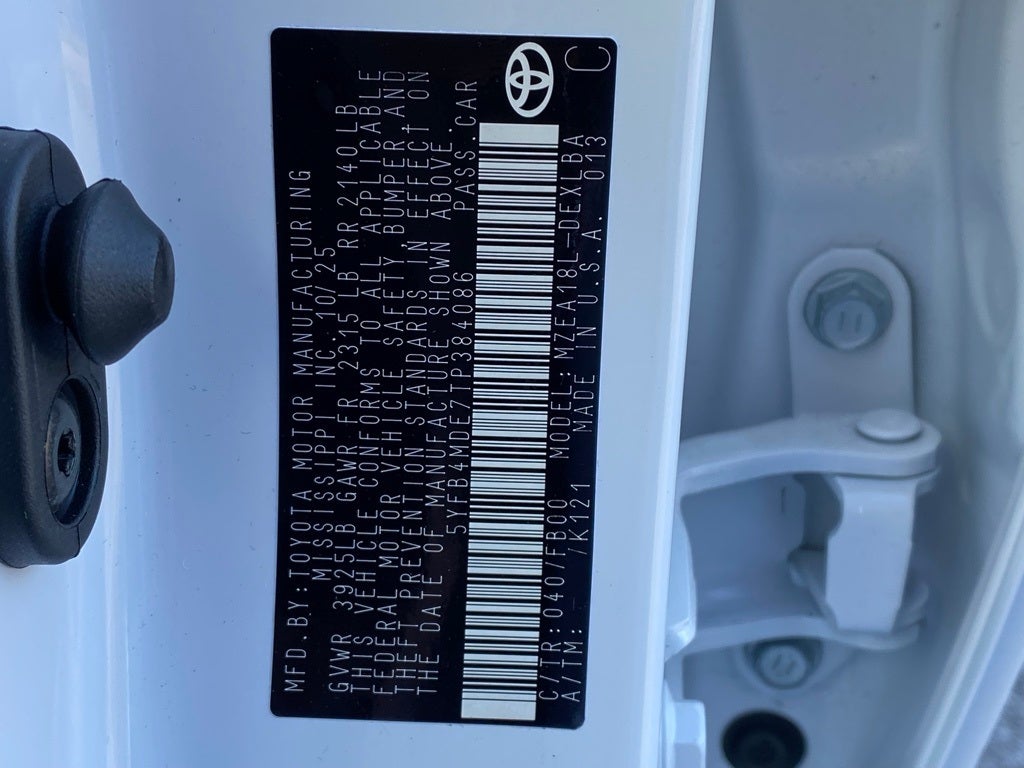 MFD.BY:TOYOTA MOTOR MANUFACTURING
MISSISSIPPI INC. 10/25
GVWR 3925LB GAWR FR 2315 LB RR 2140LB
THIS VEHICLE CONFORMS TO ALL APPLICABLE
FEDERAL MOTOR VEHICLE SAFETY, BUMPER, AND
THEFT PREVENTION STANDARDS IN EFFECT ON
THE DATE OF MANUFACTURE SHOWN ABOVE.
5YFB4MDE7TP384086 PASS.CAR
C/TR:040/FB00 MODEL:MZEA18L-DEXLBA
A/TM: -/K121 MADE IN U.S.A. 013
C